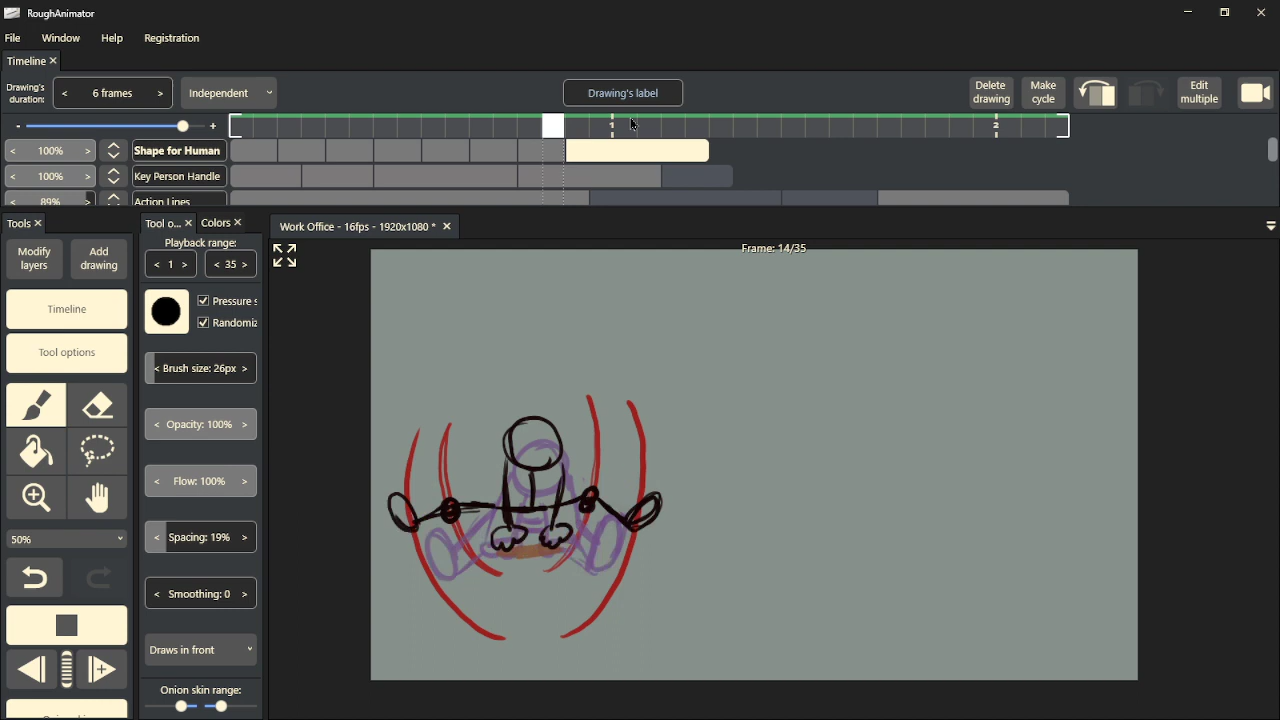 RoughAnimator
File Window Help Registration
Timeline
Drawing's duration: < 6 frames > Independent Drawing's label Delete drawing Make cycle Edit multiple
- + 1 2
< 100% > Shape for Human
< 100% > Key Person Handle
< 89% > Action Lines
Tools Tool o... Colors Work Office - 16fps - 1920x1080 *
Modify layers Add drawing
Timeline
Tool options
50%
Playback range:
< 1 > < 35 >
Pressure s
Randomiz
< Brush size: 26px >
< Opacity: 100% >
< Flow: 100% >
< Spacing: 19% >
< Smoothing: 0 >
Draws in front
Onion skin range:
Frame: 14/35